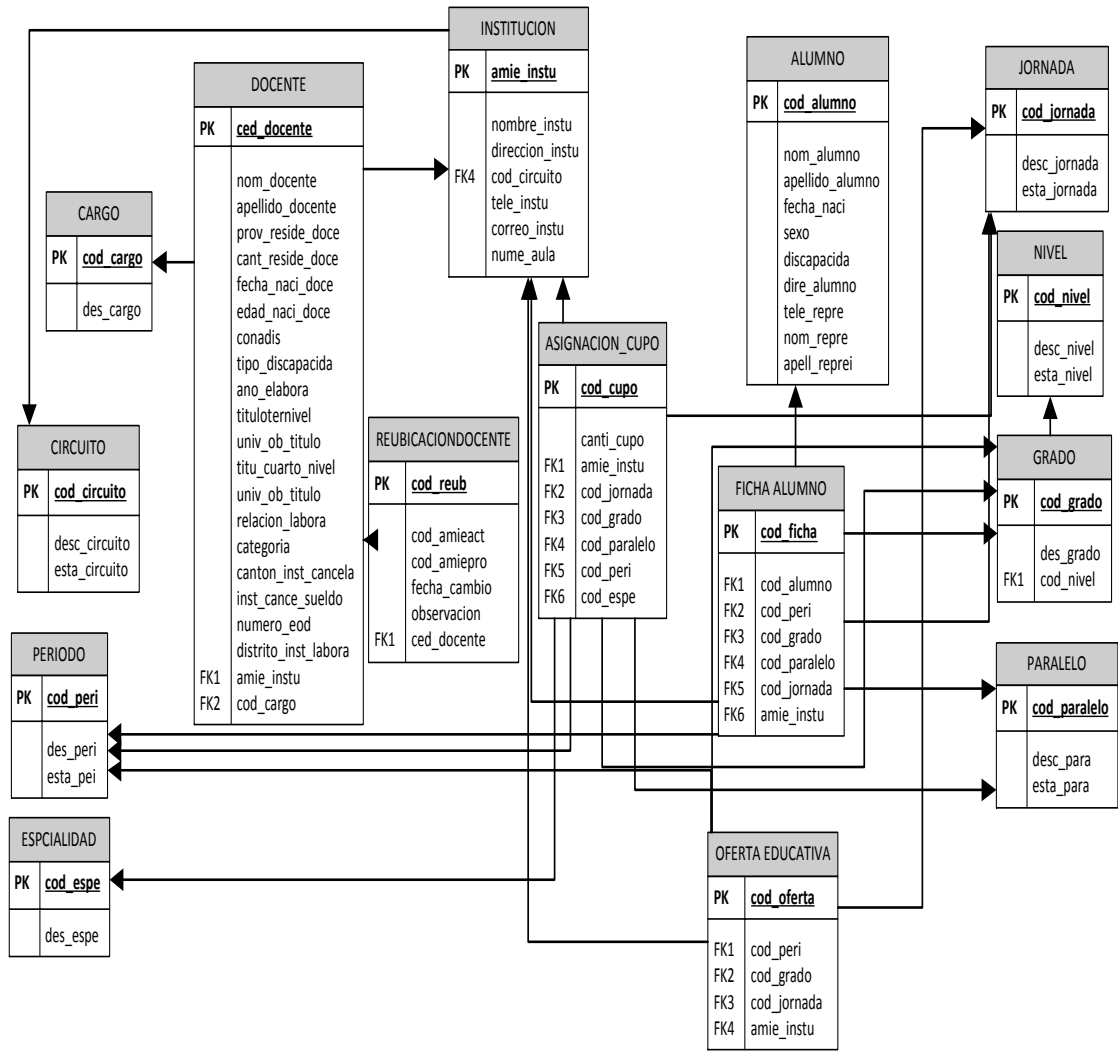 INSTITUCION
PK amie_instu
nombre_instu
direccion_instu
FK4 cod_circuito
tele_instu
correo_instu
nume_aula
ALUMNO
PK cod_alumno
nom_alumno
apellido_alumno
fecha_naci
sexo
discapacida
dire_alumno
tele_repre
nom_repre
apell_reprei
JORNADA
PK cod_jornada
desc_jornada
esta_jornada
DOCENTE
PK ced_docente
nom_docente
apellido_docente
prov_reside_doce
cant_reside_doce
fecha_naci_doce
edad_naci_doce
conadis
tipo_discapacida
ano_elabora
tituloternivel
univ_ob_titulo
titu_cuarto_nivel
univ_ob_titulo
relacion_labora
categoria
canton_inst_cancela
inst_cance_sueldo
numero_eod
distrito_inst_labora
FK1 amie_instu
FK2 cod_cargo
CARGO
PK cod_cargo
des_cargo
NIVEL
PK cod_nivel
desc_nivel
esta_nivel
ASIGNACION_CUPO
PK cod_cupo
canti_cupo
FK1 amie_instu
FK2 cod_jornada
FK3 cod_grado
FK4 cod_paralelo
FK5 cod_peri
FK6 cod_espe
CIRCUITO
PK cod_circuito
desc_circuito
esta_circuito
REUBICACIONDOCENTE
PK cod_reub
cod_amieact
cod_amiepro
fecha_cambio
observacion
FK1 ced_docente
FICHA ALUMNO
PK cod_ficha
FK1 cod_alumno
FK2 cod_peri
FK3 cod_grado
FK4 cod_paralelo
FK5 cod_jornada
FK6 amie_instu
GRADO
PK cod_grado
des_grado
FK1 cod_nivel
PERIODO
PK cod_peri
des_peri
esta_pei
PARALELO
PK cod_paralelo
desc_para
esta_para
ESPCIALIDAD
PK cod_espe
des_espe
OFERTA EDUCATIVA
PK cod_oferta
FK1 cod_peri
FK2 cod_grado
FK3 cod_jornada
FK4 amie_instu